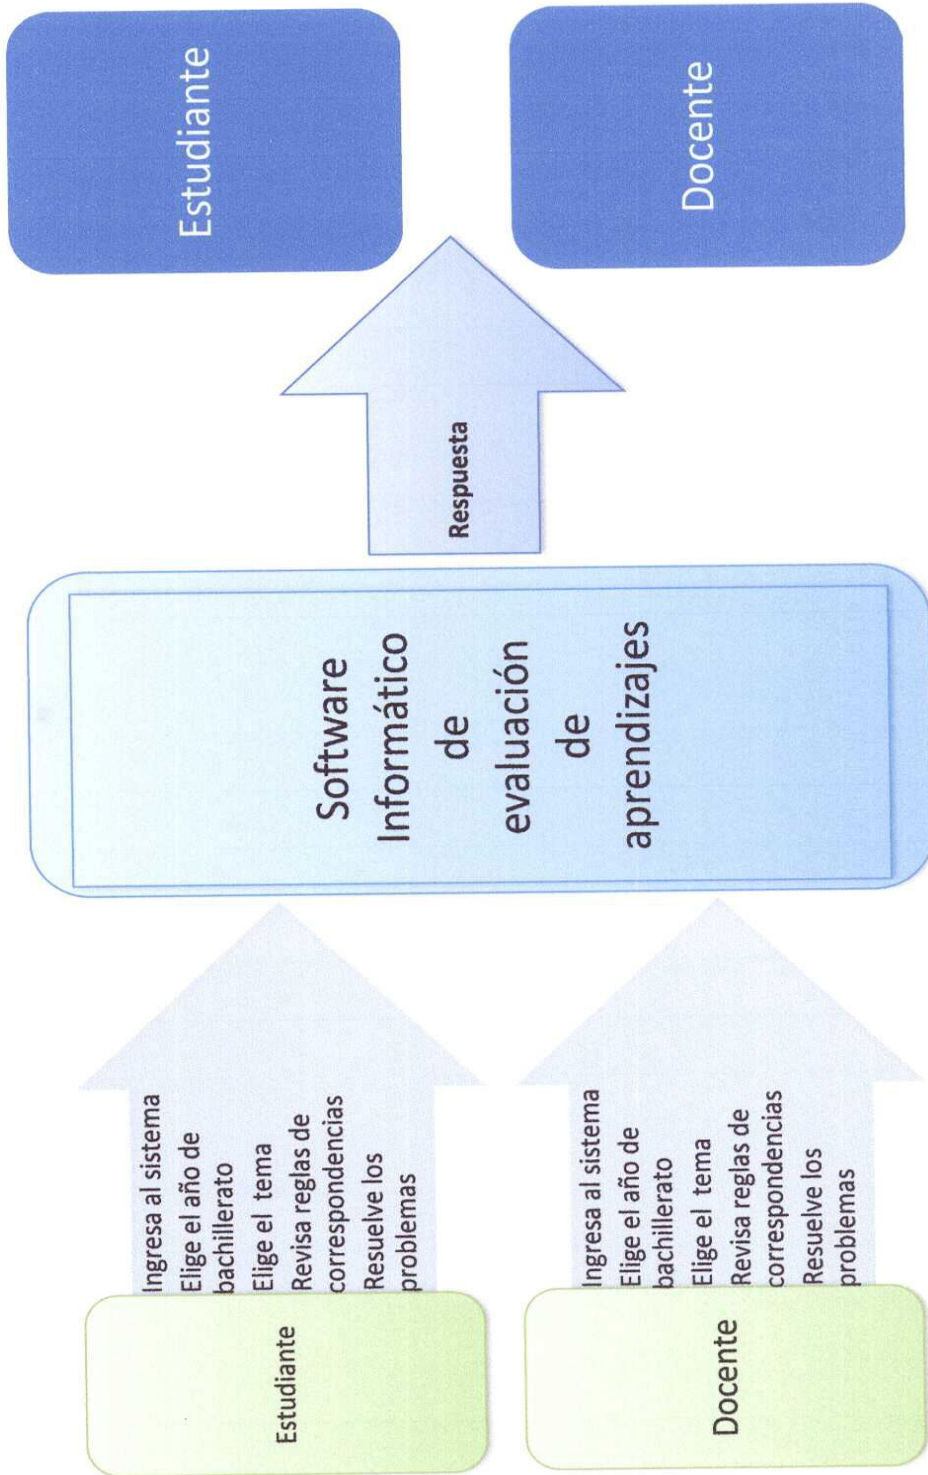 Estudiante
Ingresa al sistema
Elige el año de
bachillerato
Elige el tema
Revisa reglas de
correspondencias
Resuelve los
problemas
Docente
Ingresa al sistema
Elige el año de
bachillerato
Elige el tema
Revisa reglas de
correspondencias
Resuelve los
problemas
Software
Informático
de
evaluación
de
aprendizajes
Respuesta
Estudiante
Docente